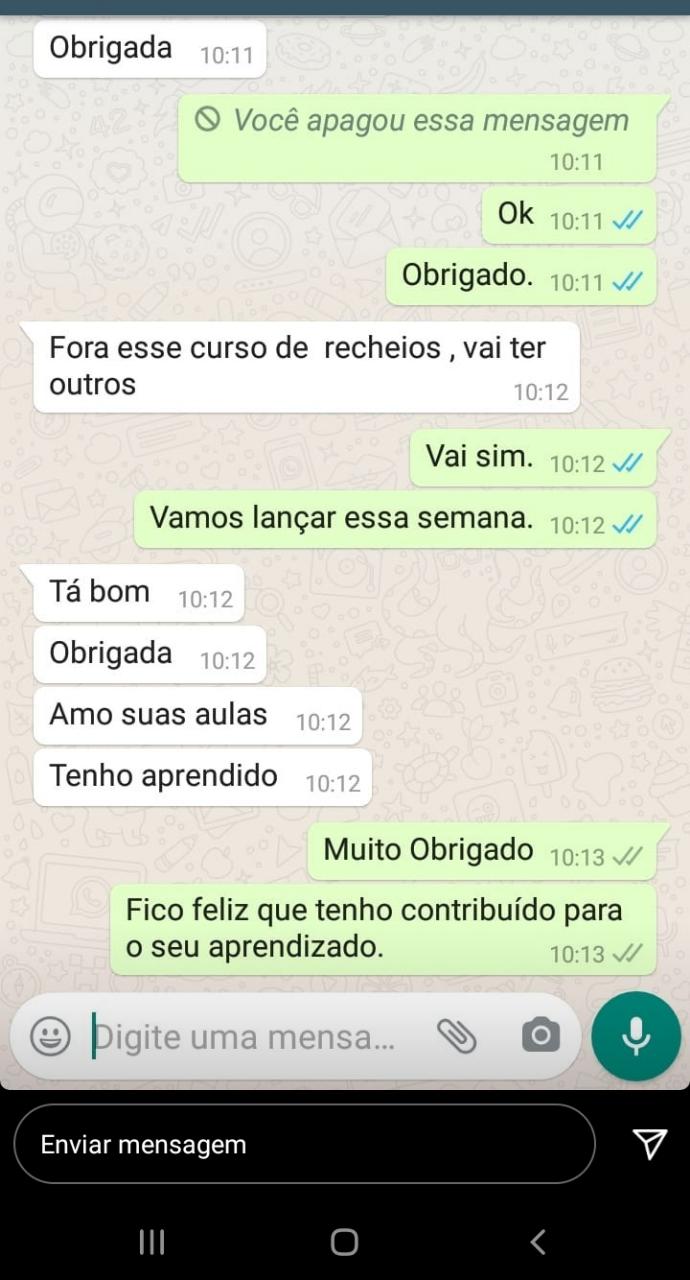 Obrigada 10:11
Você apagou essa mensagem
10:11
Ok 10:11
Obrigado. 10:11
Fora esse curso de recheios , vai ter
outros 10:12
Vai sim. 10:12
Vamos lançar essa semana. 10:12
Tá bom 10:12
Obrigada 10:12
Amo suas aulas 10:12
Tenho aprendido 10:12
Muito Obrigado 10:13
Fico feliz que tenho contribuído para
o seu aprendizado. 10:13
Digite uma mensa...
Enviar mensagem